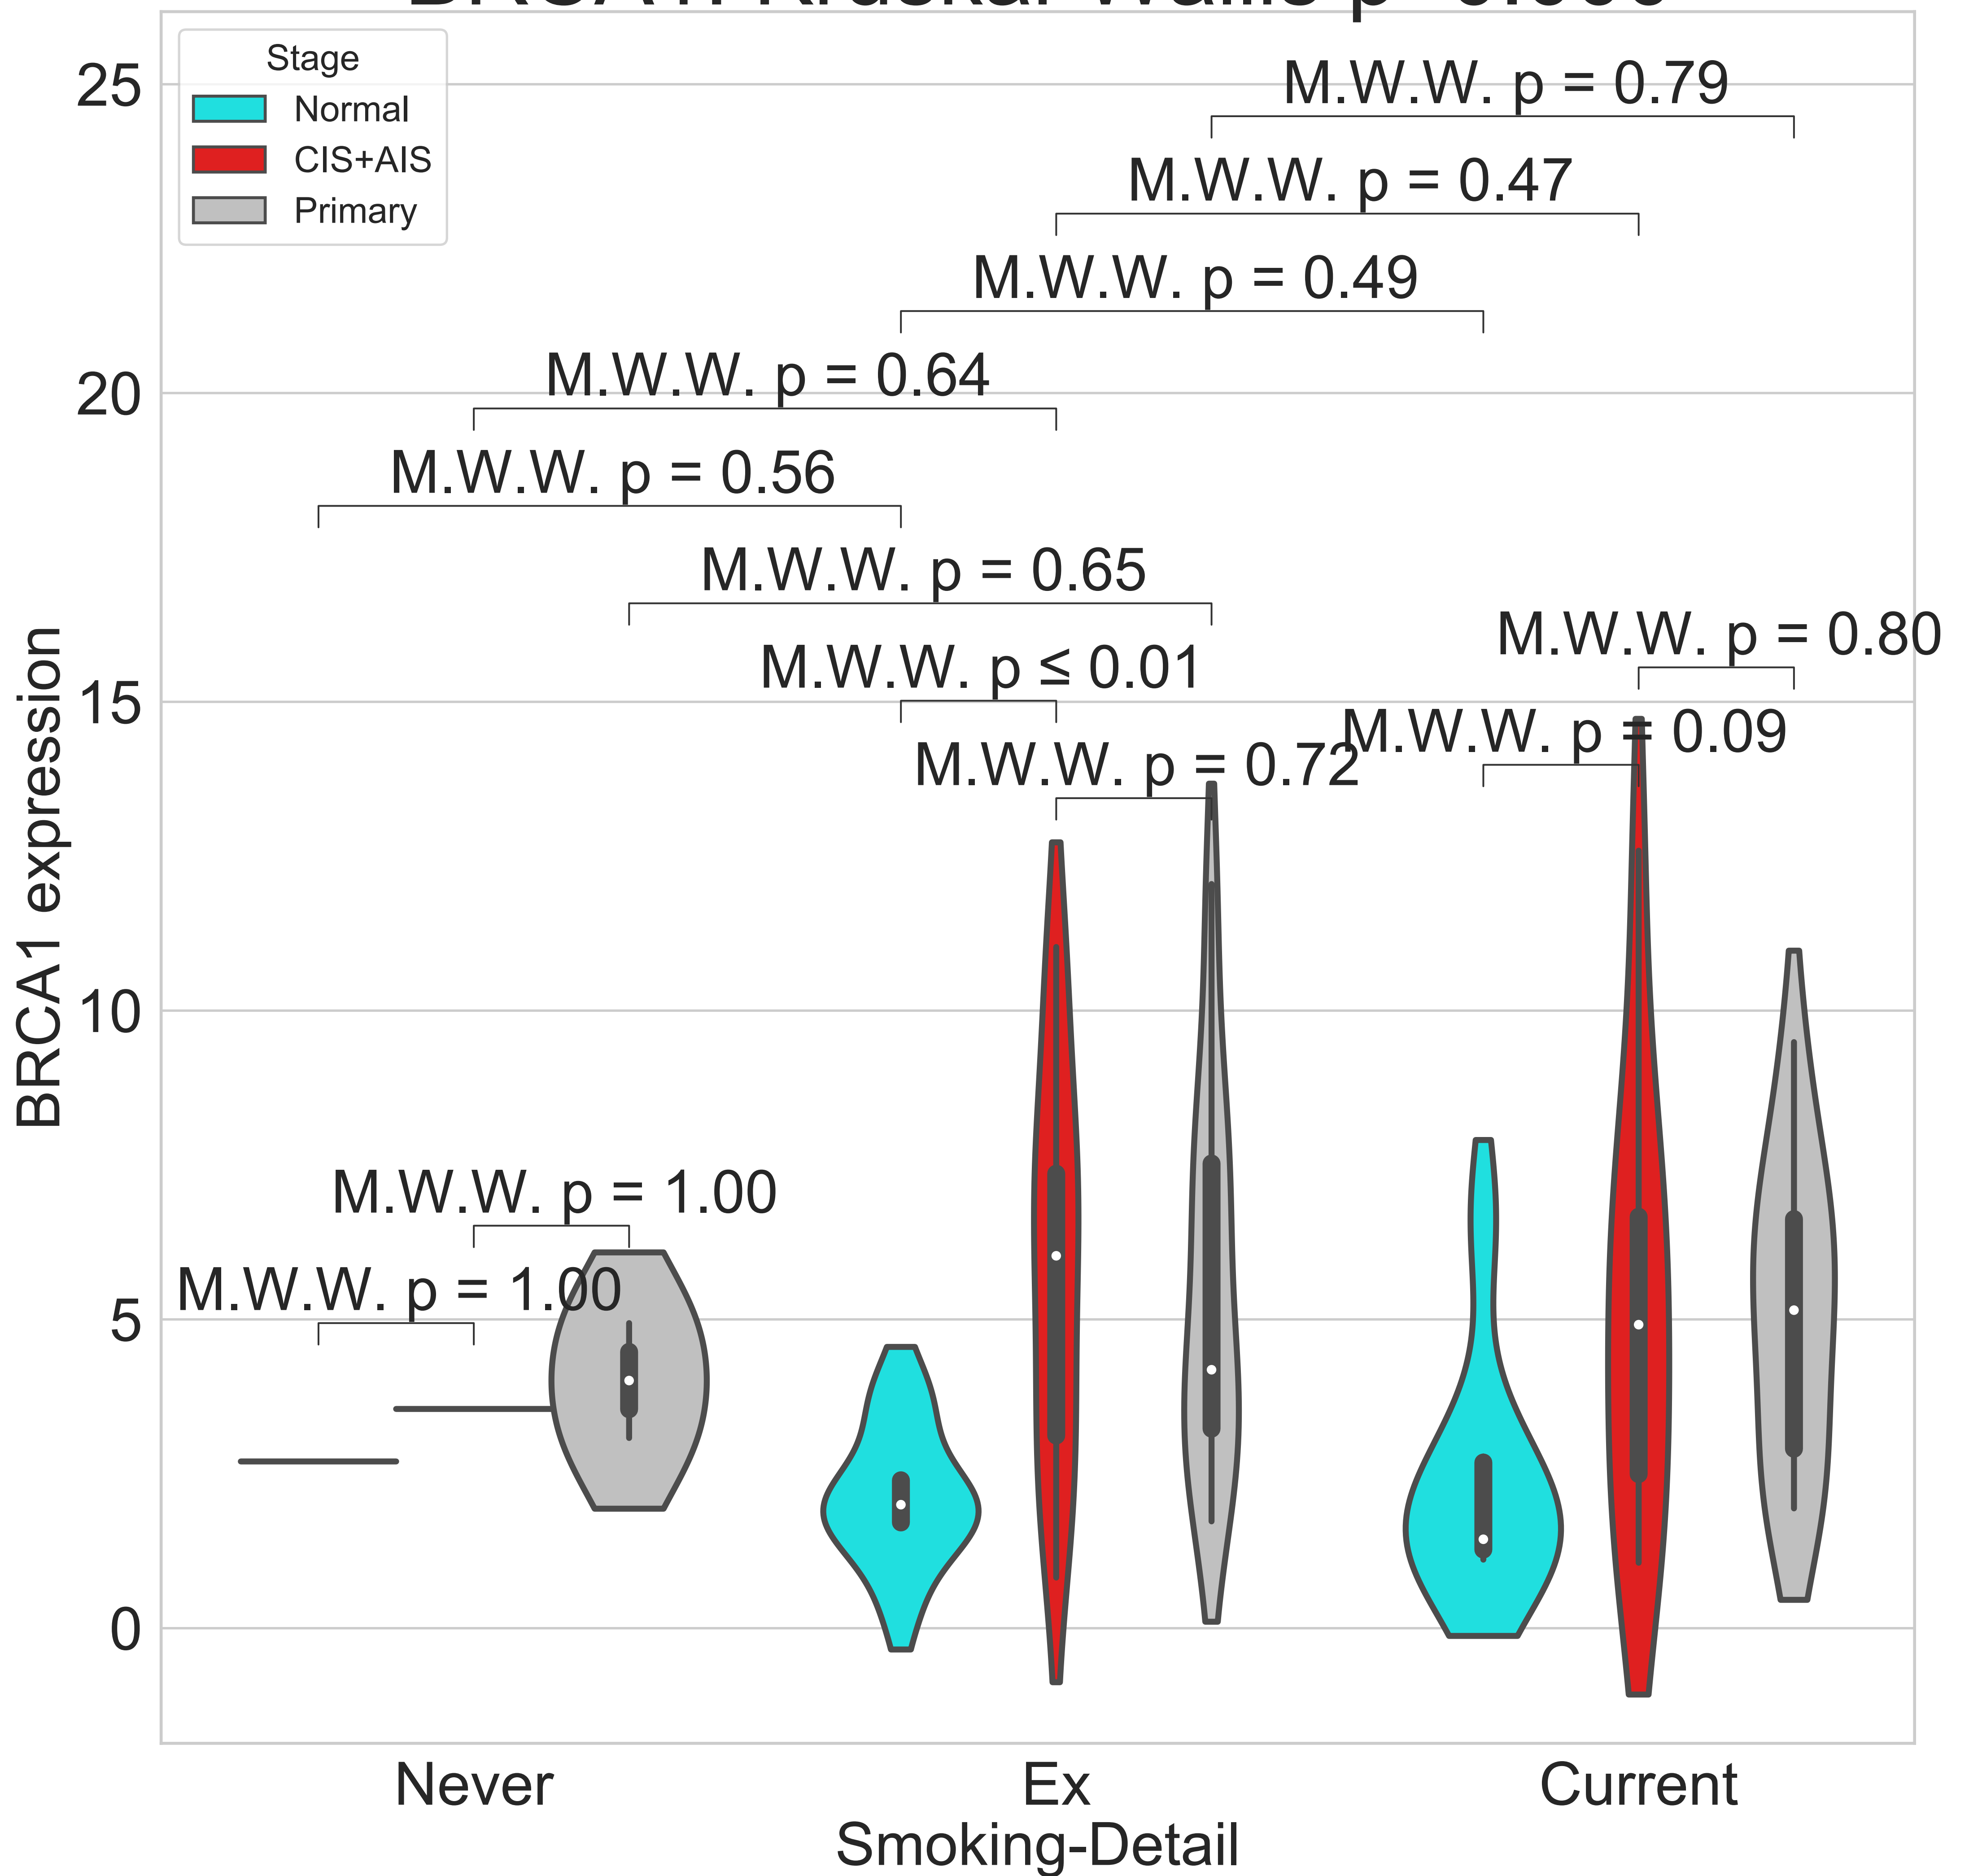 Stage
Normal
CIS+AIS
Primary
M.W.W. p = 0.79
M.W.W. p = 0.47
M.W.W. p = 0.49
M.W.W. p = 0.64
M.W.W. p = 0.56
M.W.W. p = 0.65
M.W.W. p = 0.80
M.W.W. p ≤ 0.01
M.W.W. p = 0.09
M.W.W. p = 0.72
M.W.W. p = 1.00
M.W.W. p = 1.00
25
20
15
10
5
0
BRCA1 expression
Never
Ex
Current
Smoking-Detail